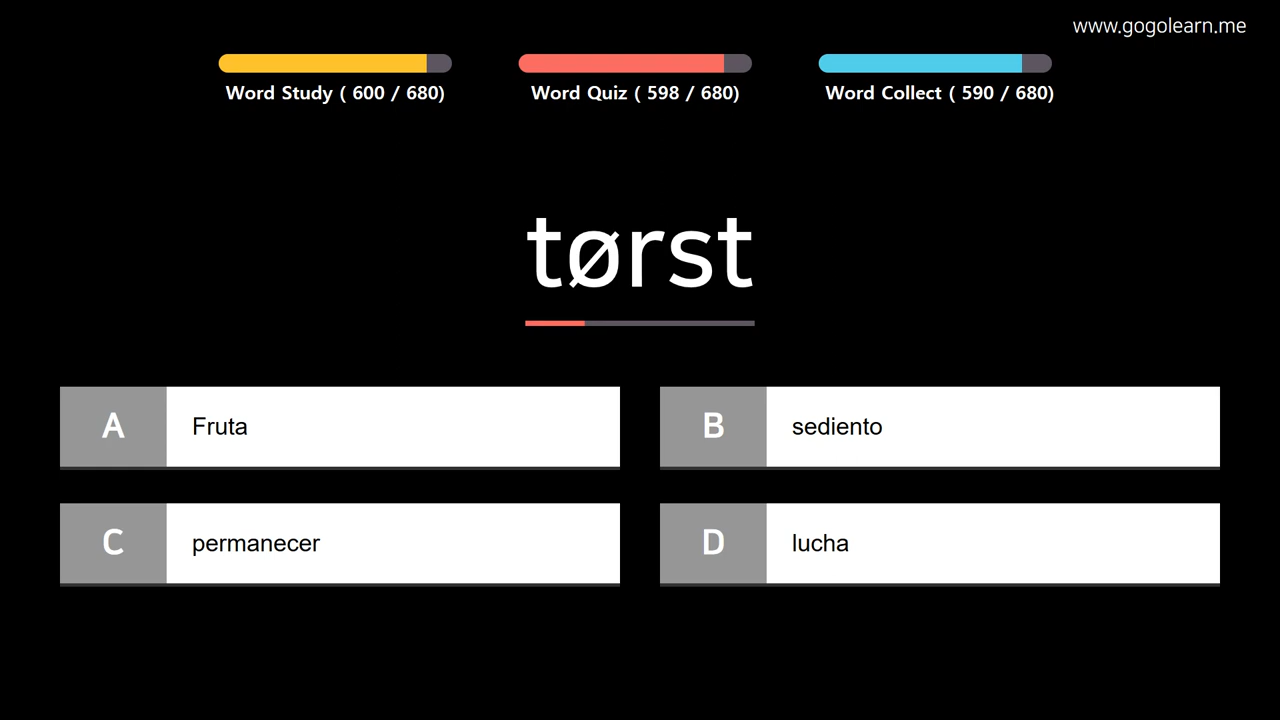 www.gogolearn.me
Word Study ( 600 / 680)
Word Quiz ( 598 / 680)
Word Collect ( 590 / 680)
tørst
A
Fruta
B
sediento
C
permanecer
D
lucha